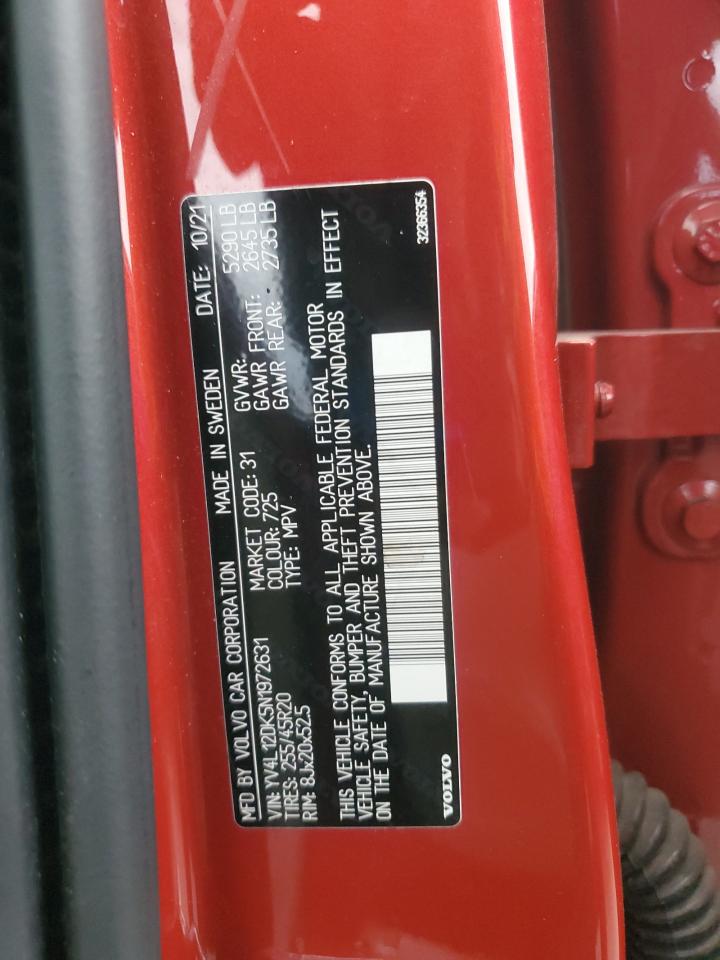 MFD BY VOLVO CAR CORPORATION MADE IN SWEDEN DATE: 10/21
VIN: YV4L12DK5N1972631 MARKET CODE: 31 GVWR: 5290 LB
TIRES: 255/45R20 COLOUR: 725 GAWR FRONT: 2645 LB
RIM: 8Jx20x52.5 TYPE: MPV GAWR REAR: 2735 LB
THIS VEHICLE CONFORMS TO ALL APPLICABLE FEDERAL MOTOR
VEHICLE SAFETY, BUMPER AND THEFT PREVENTION STANDARDS IN EFFECT
ON THE DATE OF MANUFACTURE SHOWN ABOVE.
VOLVO 32366354